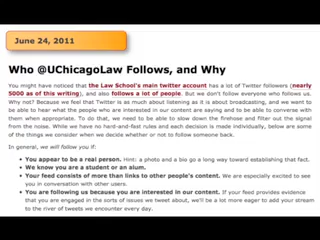 June 24, 2011
Who @UChicagoLaw Follows, and Why
You might have noticed that the Law School's main twitter account has a lot of Twitter followers (nearly
5000 as of this writing), and also follows a lot of people. But we don't follow everyone who follows us.
Why not? Because we feel that Twitter is as much about listening as it is about broadcasting, and we want to
be able to hear what the people who are interested in our content are saying and to be able to converse with
them when appropriate. To do that, we need to be able to slow down the firehose and filter out the signal
from the noise. While we have no hard-and-fast rules and each decision is made individually, below are some
of the things we consider when we decide whether or not to follow someone back.
In general, we will follow you if:
• You appear to be a real person. Hint: a photo and a bio go a long way toward establishing that fact.
• We know you are a student or an alum.
• Your feed consists of more than links to other people's content. We are especially excited to see
you in conversation with other users.
• You are following us because you are interested in our content. If your feed provides evidence
that you are engaged in the sorts of issues we tweet about, we'll be a lot more eager to add your stream to
the river of tweets we encounter every day.